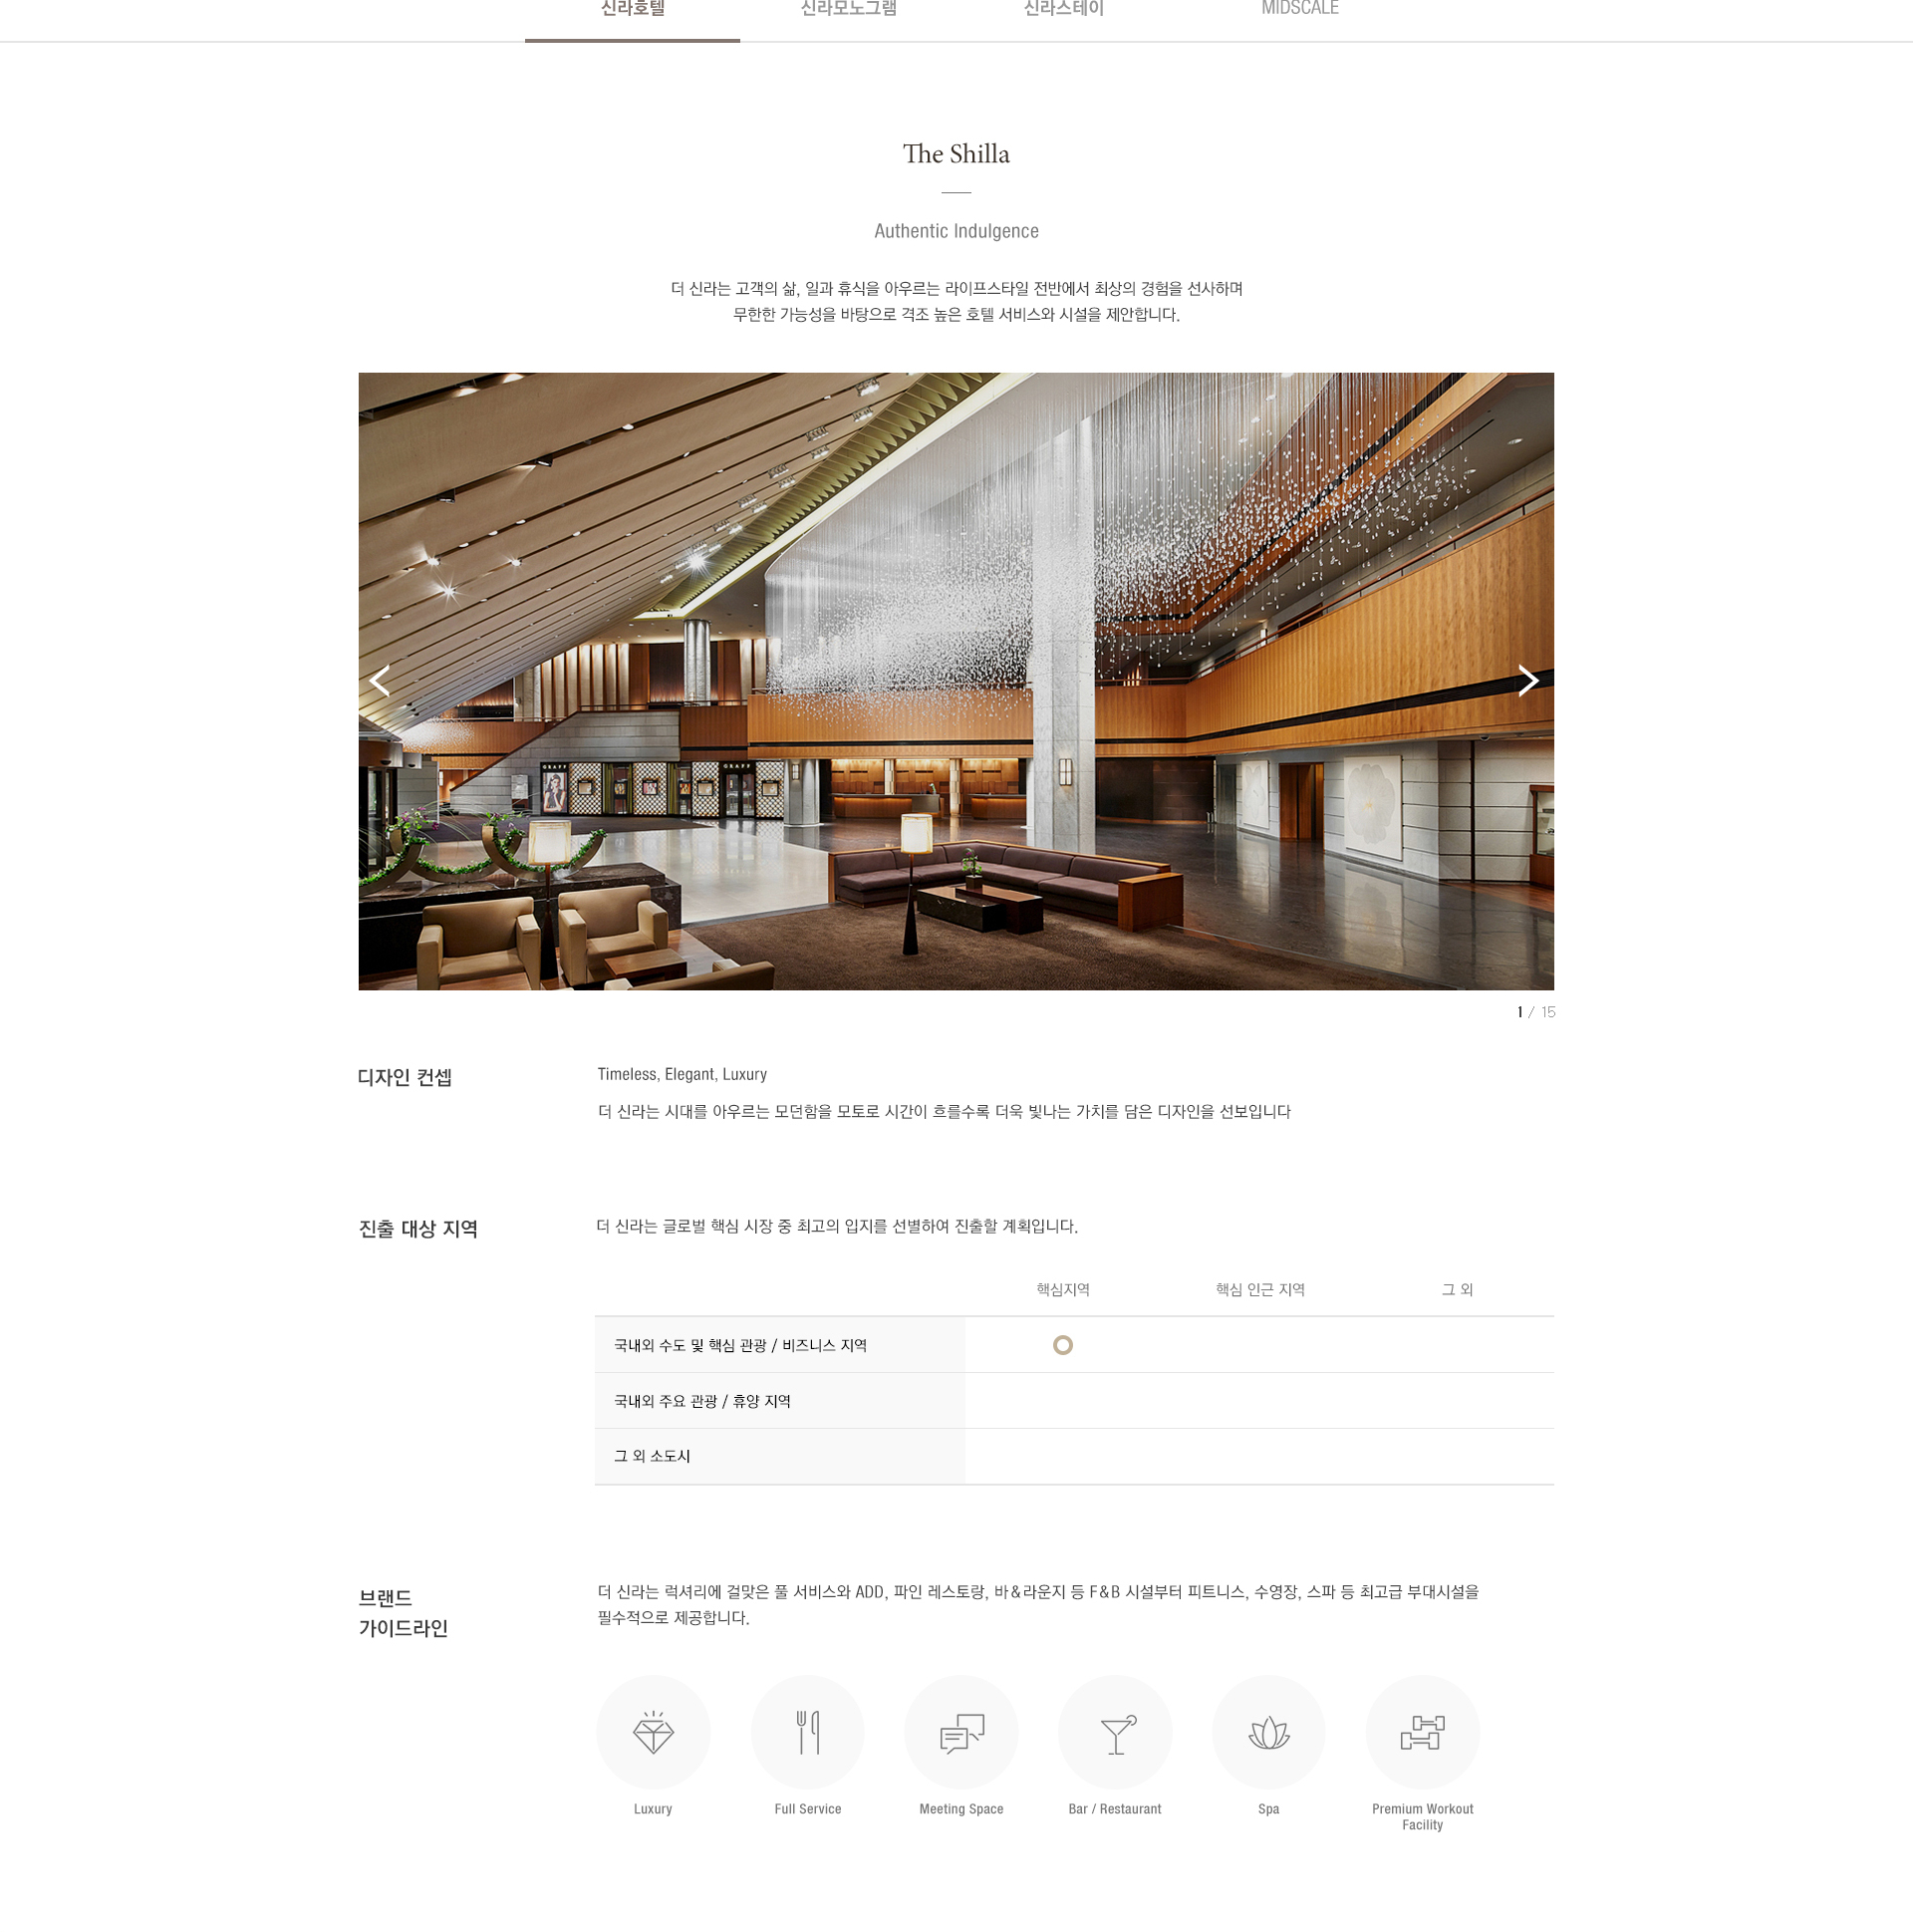 신라호텔
신라모노그램
신라스테이
MIDSCALE
The Shilla
Authentic Indulgence
더 신라는 고객의 삶, 일과 휴식을 아우르는 라이프스타일 전반에서 최상의 경험을 선사하며
무한한 가능성을 바탕으로 격조 높은 호텔 서비스와 시설을 제안합니다.
GRAFF
GRAFF
1 / 15
디자인 컨셉
Timeless, Elegant, Luxury
더 신라는 시대를 아우르는 모던함을 모토로 시간이 흐를수록 더욱 빛나는 가치를 담은 디자인을 선보입니다
진출 대상 지역
더 신라는 글로벌 핵심 시장 중 최고의 입지를 선별하여 진출할 계획입니다.
핵심지역
핵심 인근 지역
그 외
국내외 수도 및 핵심 관광 / 비즈니스 지역
국내외 주요 관광 / 휴양 지역
그 외 소도시
브랜드
가이드라인
더 신라는 럭셔리에 걸맞은 풀 서비스와 ADD, 파인 레스토랑, 바&라운지 등 F&B 시설부터 피트니스, 수영장, 스파 등 최고급 부대시설을
필수적으로 제공합니다.
Luxury
Full Service
Meeting Space
Bar / Restaurant
Spa
Premium Workout
Facility